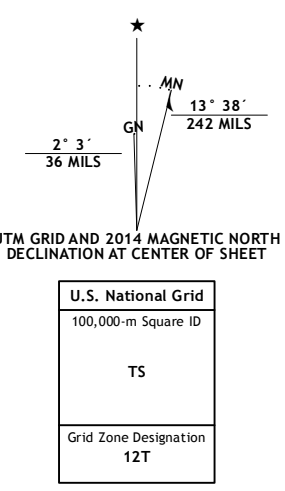 ★
MN
GN
13° 38´
242 MILS
2° 3´
36 MILS
UTM GRID AND 2014 MAGNETIC NORTH
DECLINATION AT CENTER OF SHEET
U.S. National Grid
100,000-m Square ID
TS
Grid Zone Designation
12T